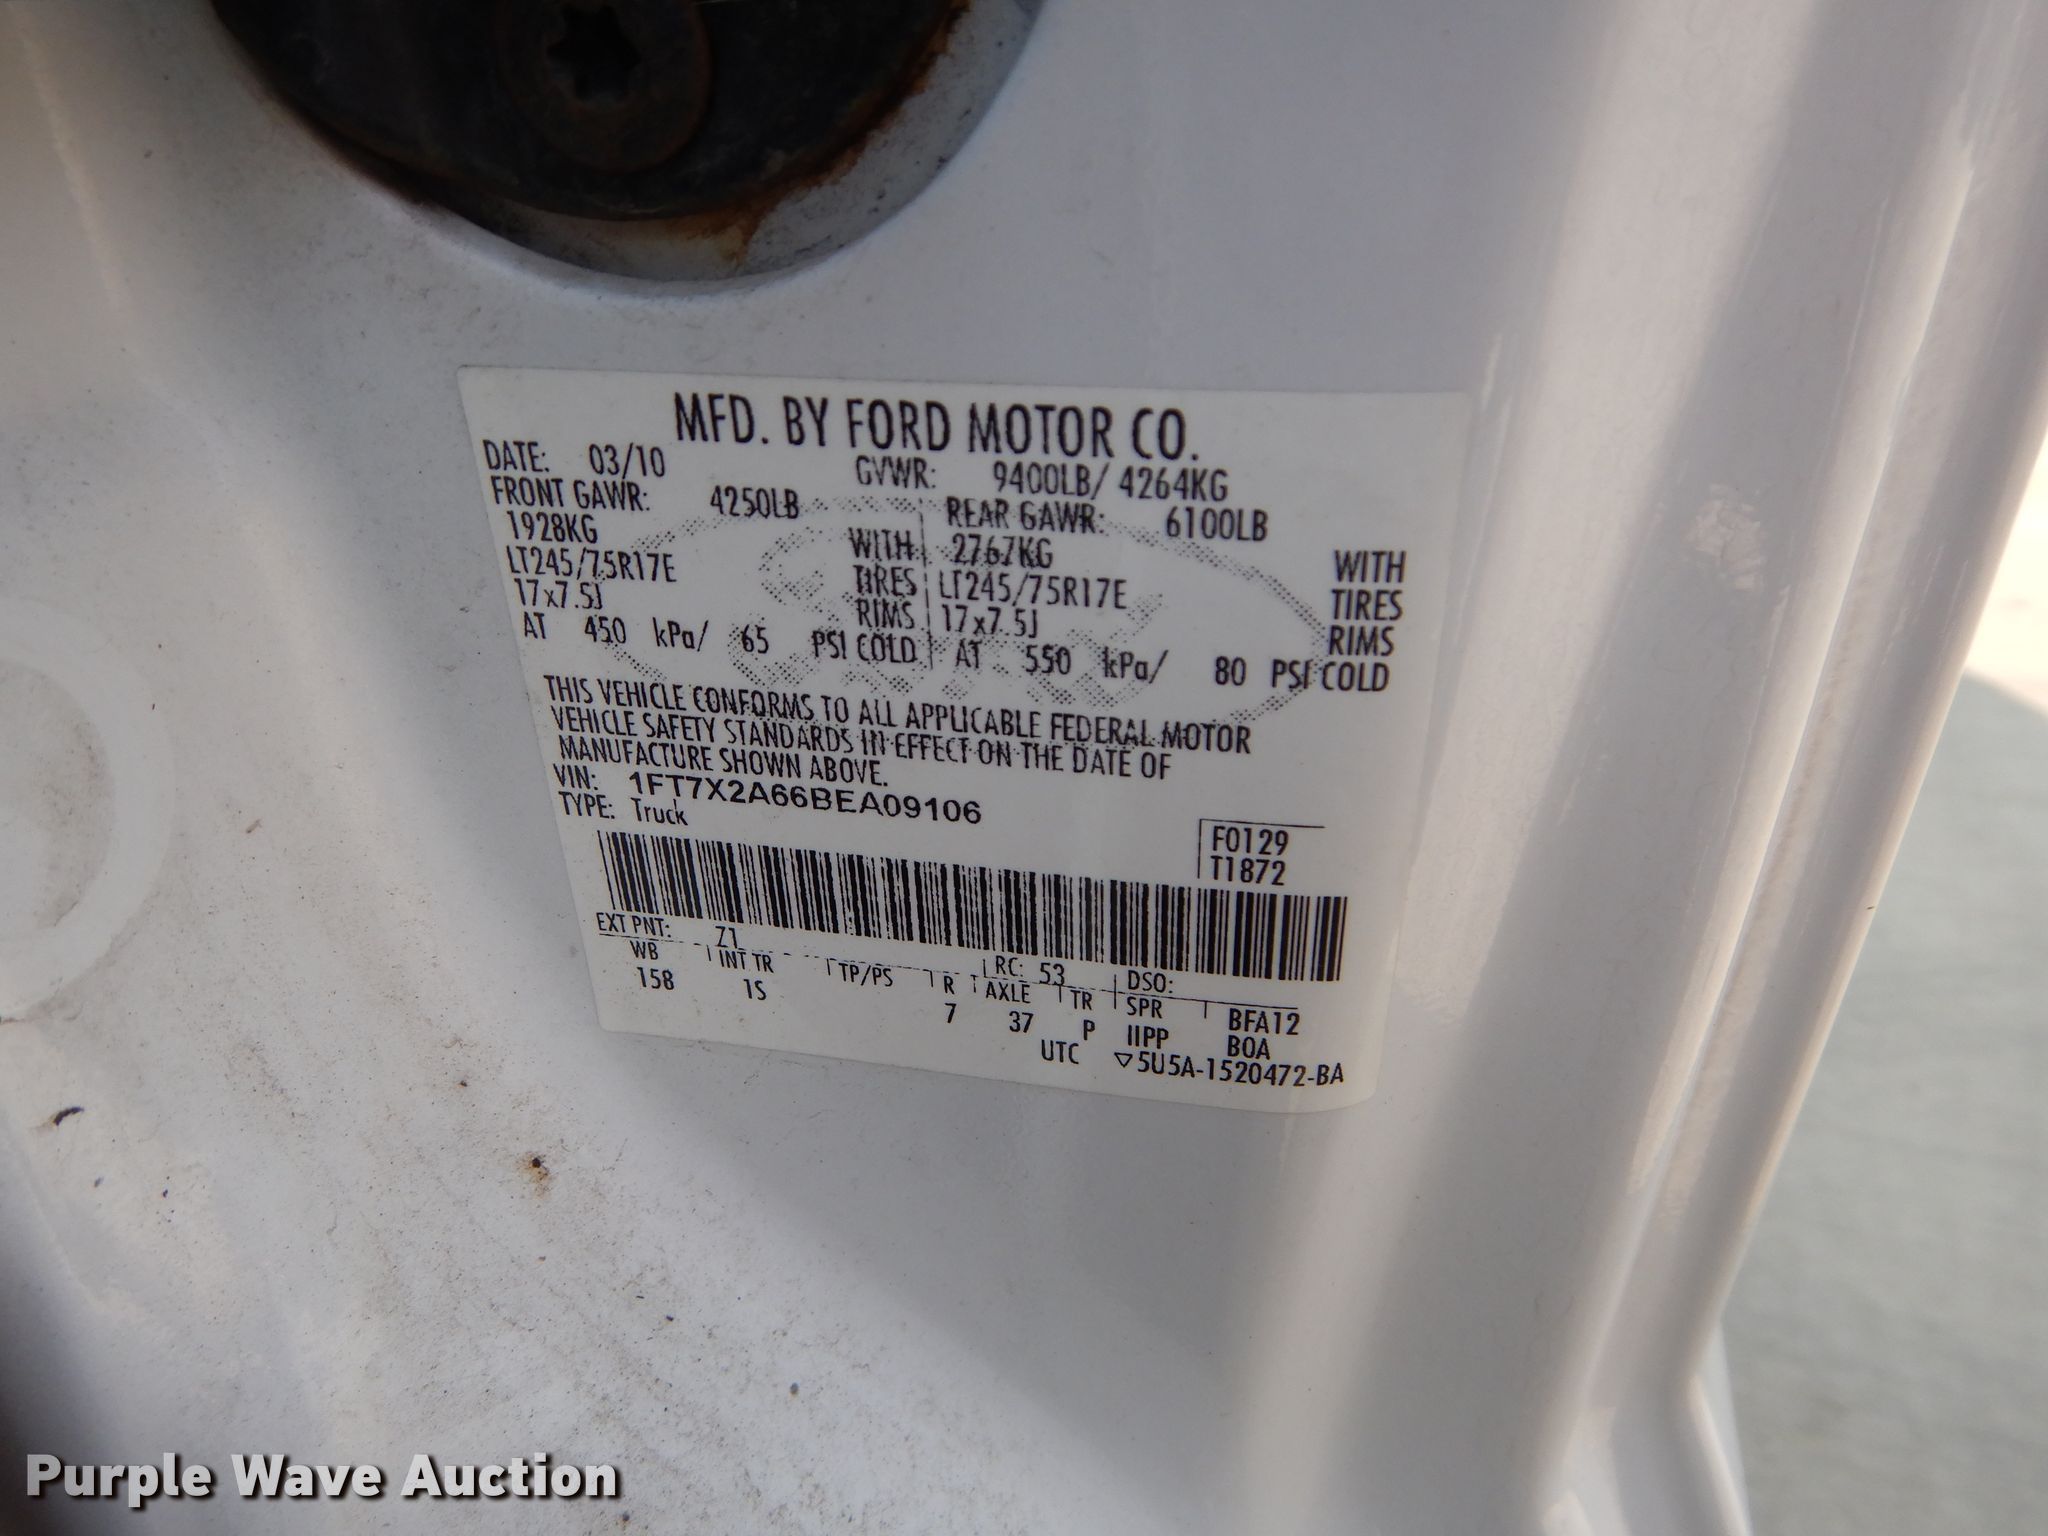 MFD. BY FORD MOTOR CO.
DATE: 03/10 GVWR: 9400LB/ 4264KG
FRONT GAWR: 4250LB REAR GAWR: 6100LB
1928KG WITH 2767KG WITH
LT245/75R17E TIRES LT245/75R17E TIRES
17x7.5J RIMS 17x7.5J RIMS
AT 450 kPa/ 65 PSI COLD AT 550 kPa/ 80 PSI COLD
THIS VEHICLE CONFORMS TO ALL APPLICABLE FEDERAL MOTOR
VEHICLE SAFETY STANDARDS IN EFFECT ON THE DATE OF
MANUFACTURE SHOWN ABOVE.
VIN: 1FT7X2A66BEA09106
TYPE: Truck
F0129
T1872
EXT PNT: Z1 RC: 53 DSO:
WB INT TR TP/PS R AXLE TR SPR BFA12
158 1S 7 37 P IIPP BOA
UTC ▽5U5A-1520472-BA
Purple Wave Auction